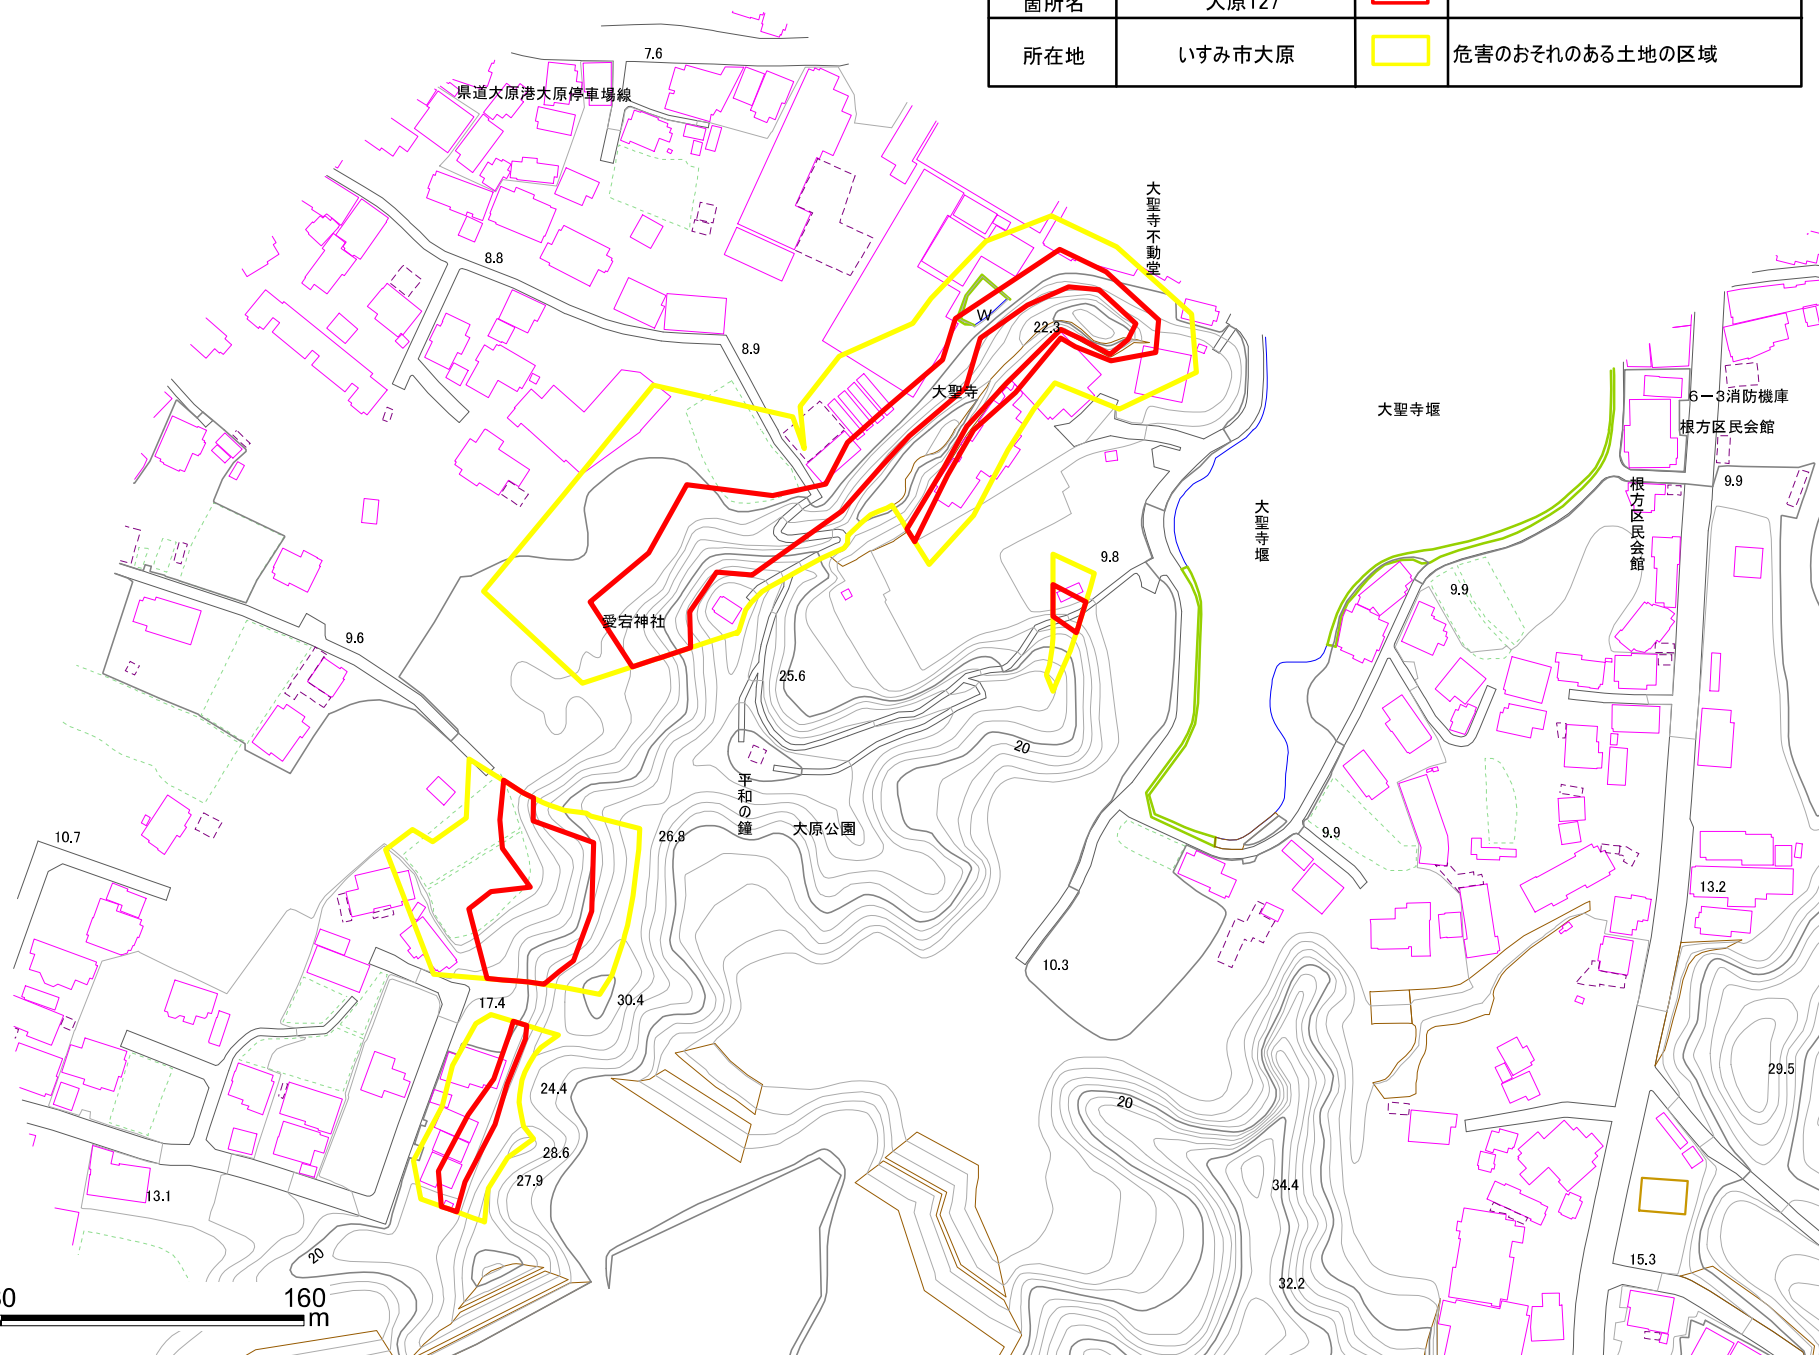 箇所名 大原127
所在地 いすみ市大原 危害のおそれのある土地の区域
7.6
県道大原港大原停車場線
大聖寺不動堂
8.8
22.3
W
8.9
大聖寺
大聖寺堰
6-3消防機庫
根方区民会館
9.9
根方区民会館
大聖寺堰
9.8
9.9
愛宕神社
9.6
25.6
20
平和の鐘
大原公園
26.8
9.9
10.7
13.2
10.3
17.4
30.4
24.4
20
29.5
28.6
27.9
34.4
13.1
20
15.3
32.2
160
m